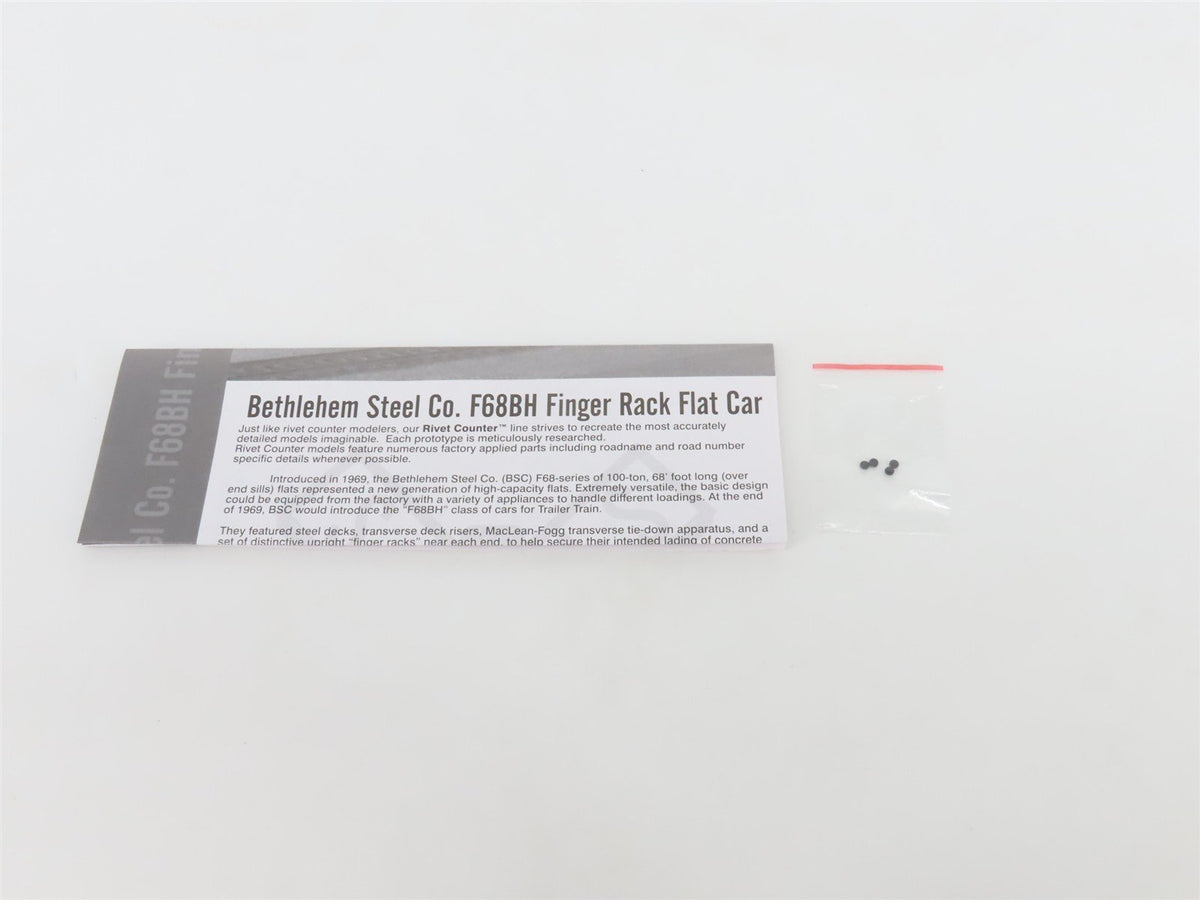 el Co. F68BH Fin
Bethlehem Steel Co. F68BH Finger Rack Flat Car
Just like rivet counter modelers, our Rivet Counter™ line strives to recreate the most accurately
detailed models imaginable. Each prototype is meticulously researched.
Rivet Counter models feature numerous factory applied parts including roadname and road number
specific details whenever possible.
Introduced in 1969, the Bethlehem Steel Co. (BSC) F68-series of 100-ton, 68' foot long (over
end sills) flats represented a new generation of high-capacity flats. Extremely versatile, the basic design
could be equipped from the factory with a variety of appliances to handle different loadings. At the end
of 1969, BSC would introduce the "F68BH" class of cars for Trailer Train.
They featured steel decks, transverse deck risers, MacLean-Fogg transverse tie-down apparatus, and a
set of distinctive upright "finger racks" near each end, to help secure their intended lading of concrete